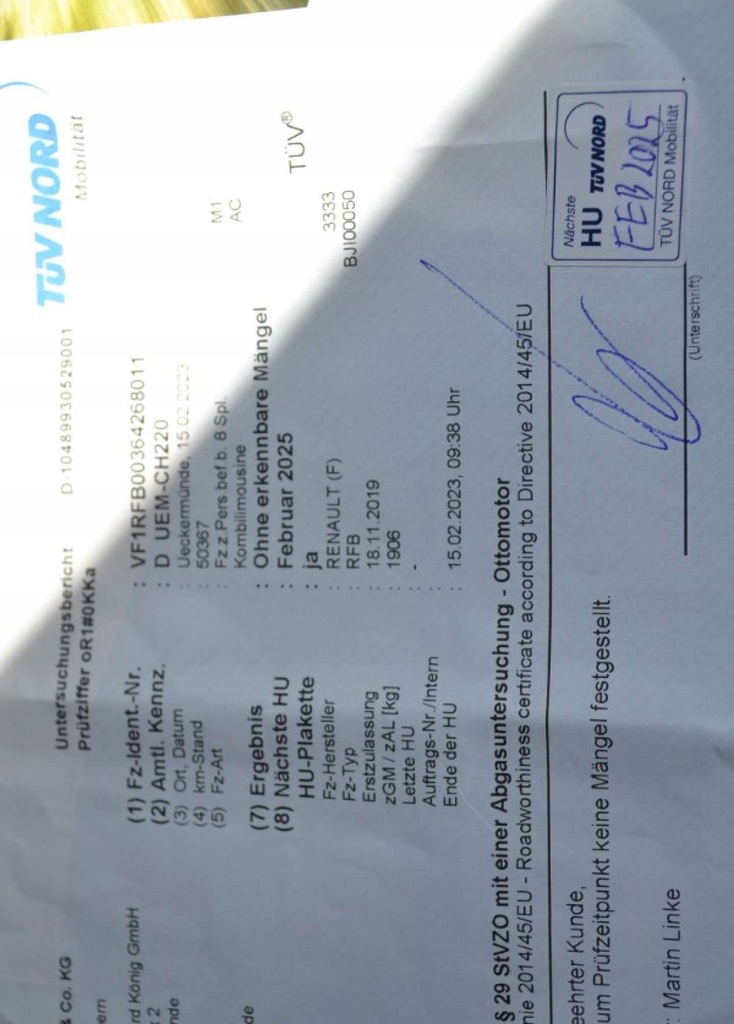 TÜV NORD
Mobilität
Untersuchungsbericht D-10489930529001
Prüfziffer oR1#0KKa
(1) Fz-Ident.-Nr. : VF1RFB00364268011
(2) Amtl. Kennz. : D UEM-CH220
(3) Ort, Datum : Ueckermünde, 15.02.2023
(4) km-Stand : 50367
(5) Fz-Art : Fz.z.Pers.bef.b. 8 Spl. M1
Kombilimousine AC
(7) Ergebnis : Ohne erkennbare Mängel
(8) Nächste HU : Februar 2025 TÜV®
HU-Plakette : ja
Fz-Hersteller : RENAULT (F) 3333
Fz-Typ : RFB BJI00050
Erstzulassung : 18.11.2019
zGM / zAL [kg] : 1906
Letzte HU : -
Auftrags-Nr./Intern :
Ende der HU : 15.02.2023, 09:38 Uhr
& Co. KG
ern
rd König GmbH
2
nde
de
§ 29 StVZO mit einer Abgasuntersuchung - Ottomotor
nie 2014/45/EU - Roadworthiness certificate according to Directive 2014/45/EU
eehrter Kunde,
um Prüfzeitpunkt keine Mängel festgestellt.
Nächste
HU TÜV NORD
FEB 2025
TÜV NORD Mobilität
: Martin Linke
(Unterschrift)